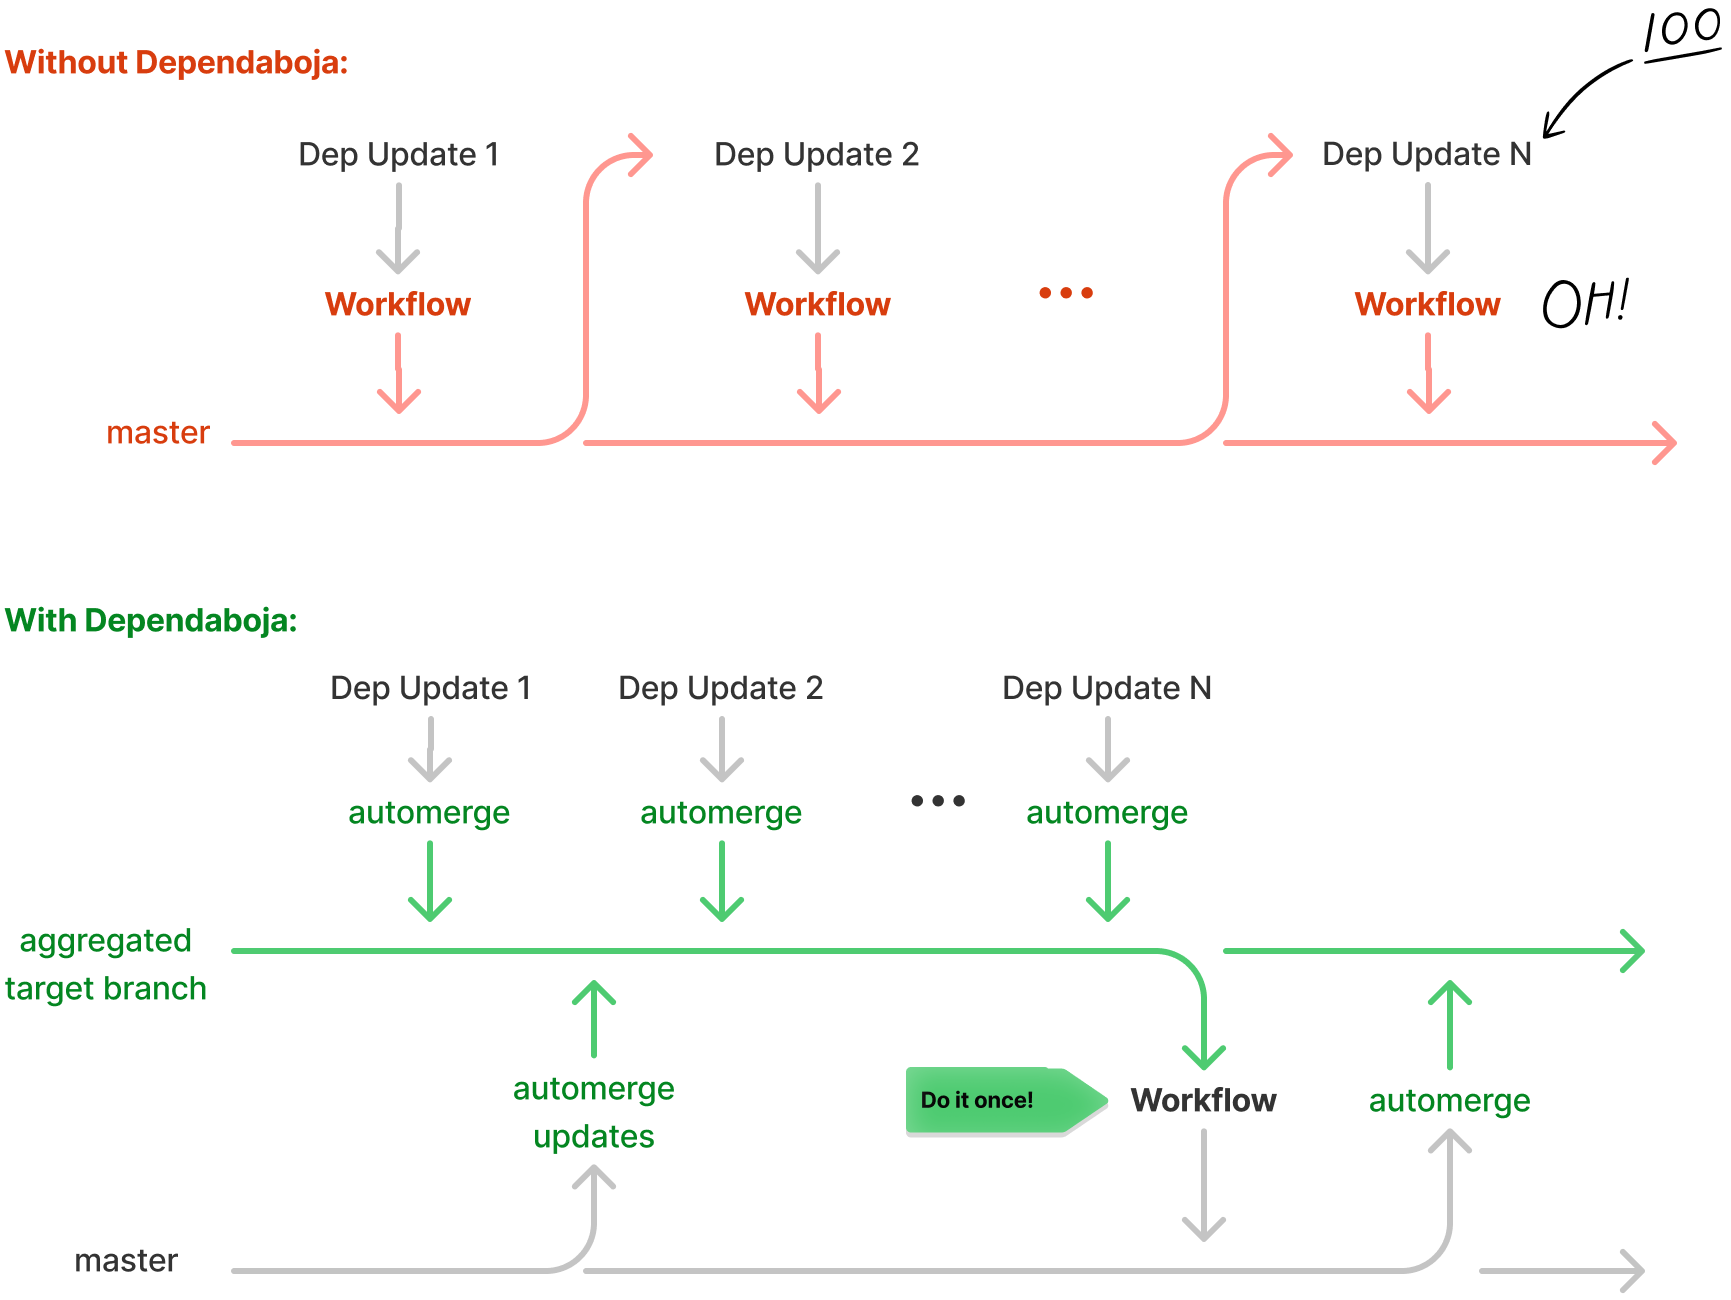 100
Without Dependaboja:
Dep Update 1
Dep Update 2
Dep Update N
Workflow
Workflow
•••
Workflow
OH!
master
With Dependaboja:
Dep Update 1
Dep Update 2
Dep Update N
automerge
automerge
•••
automerge
aggregated
target branch
automerge
updates
Do it once!
Workflow
automerge
master